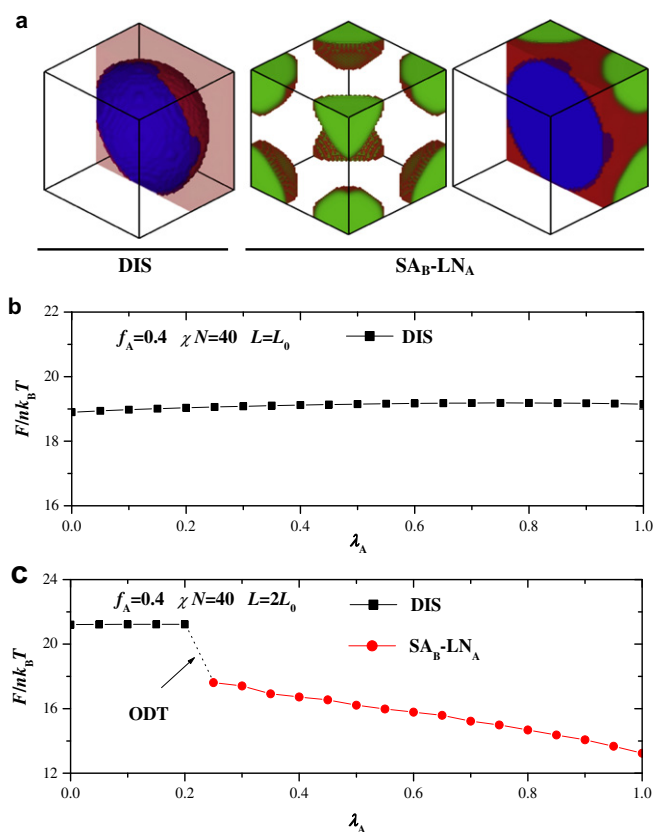 a
DIS SA_B-LN_A
b
f_A=0.4 χN=40 L=L_0 DIS
F/nk_BT
22
20
18
16
0.0 0.2 0.4 0.6 0.8 1.0
λ_A
c
f_A=0.4 χN=40 L=2L_0 DIS
SA_B-LN_A
ODT
F/nk_BT
24
20
16
12
0.0 0.2 0.4 0.6 0.8 1.0
λ_A